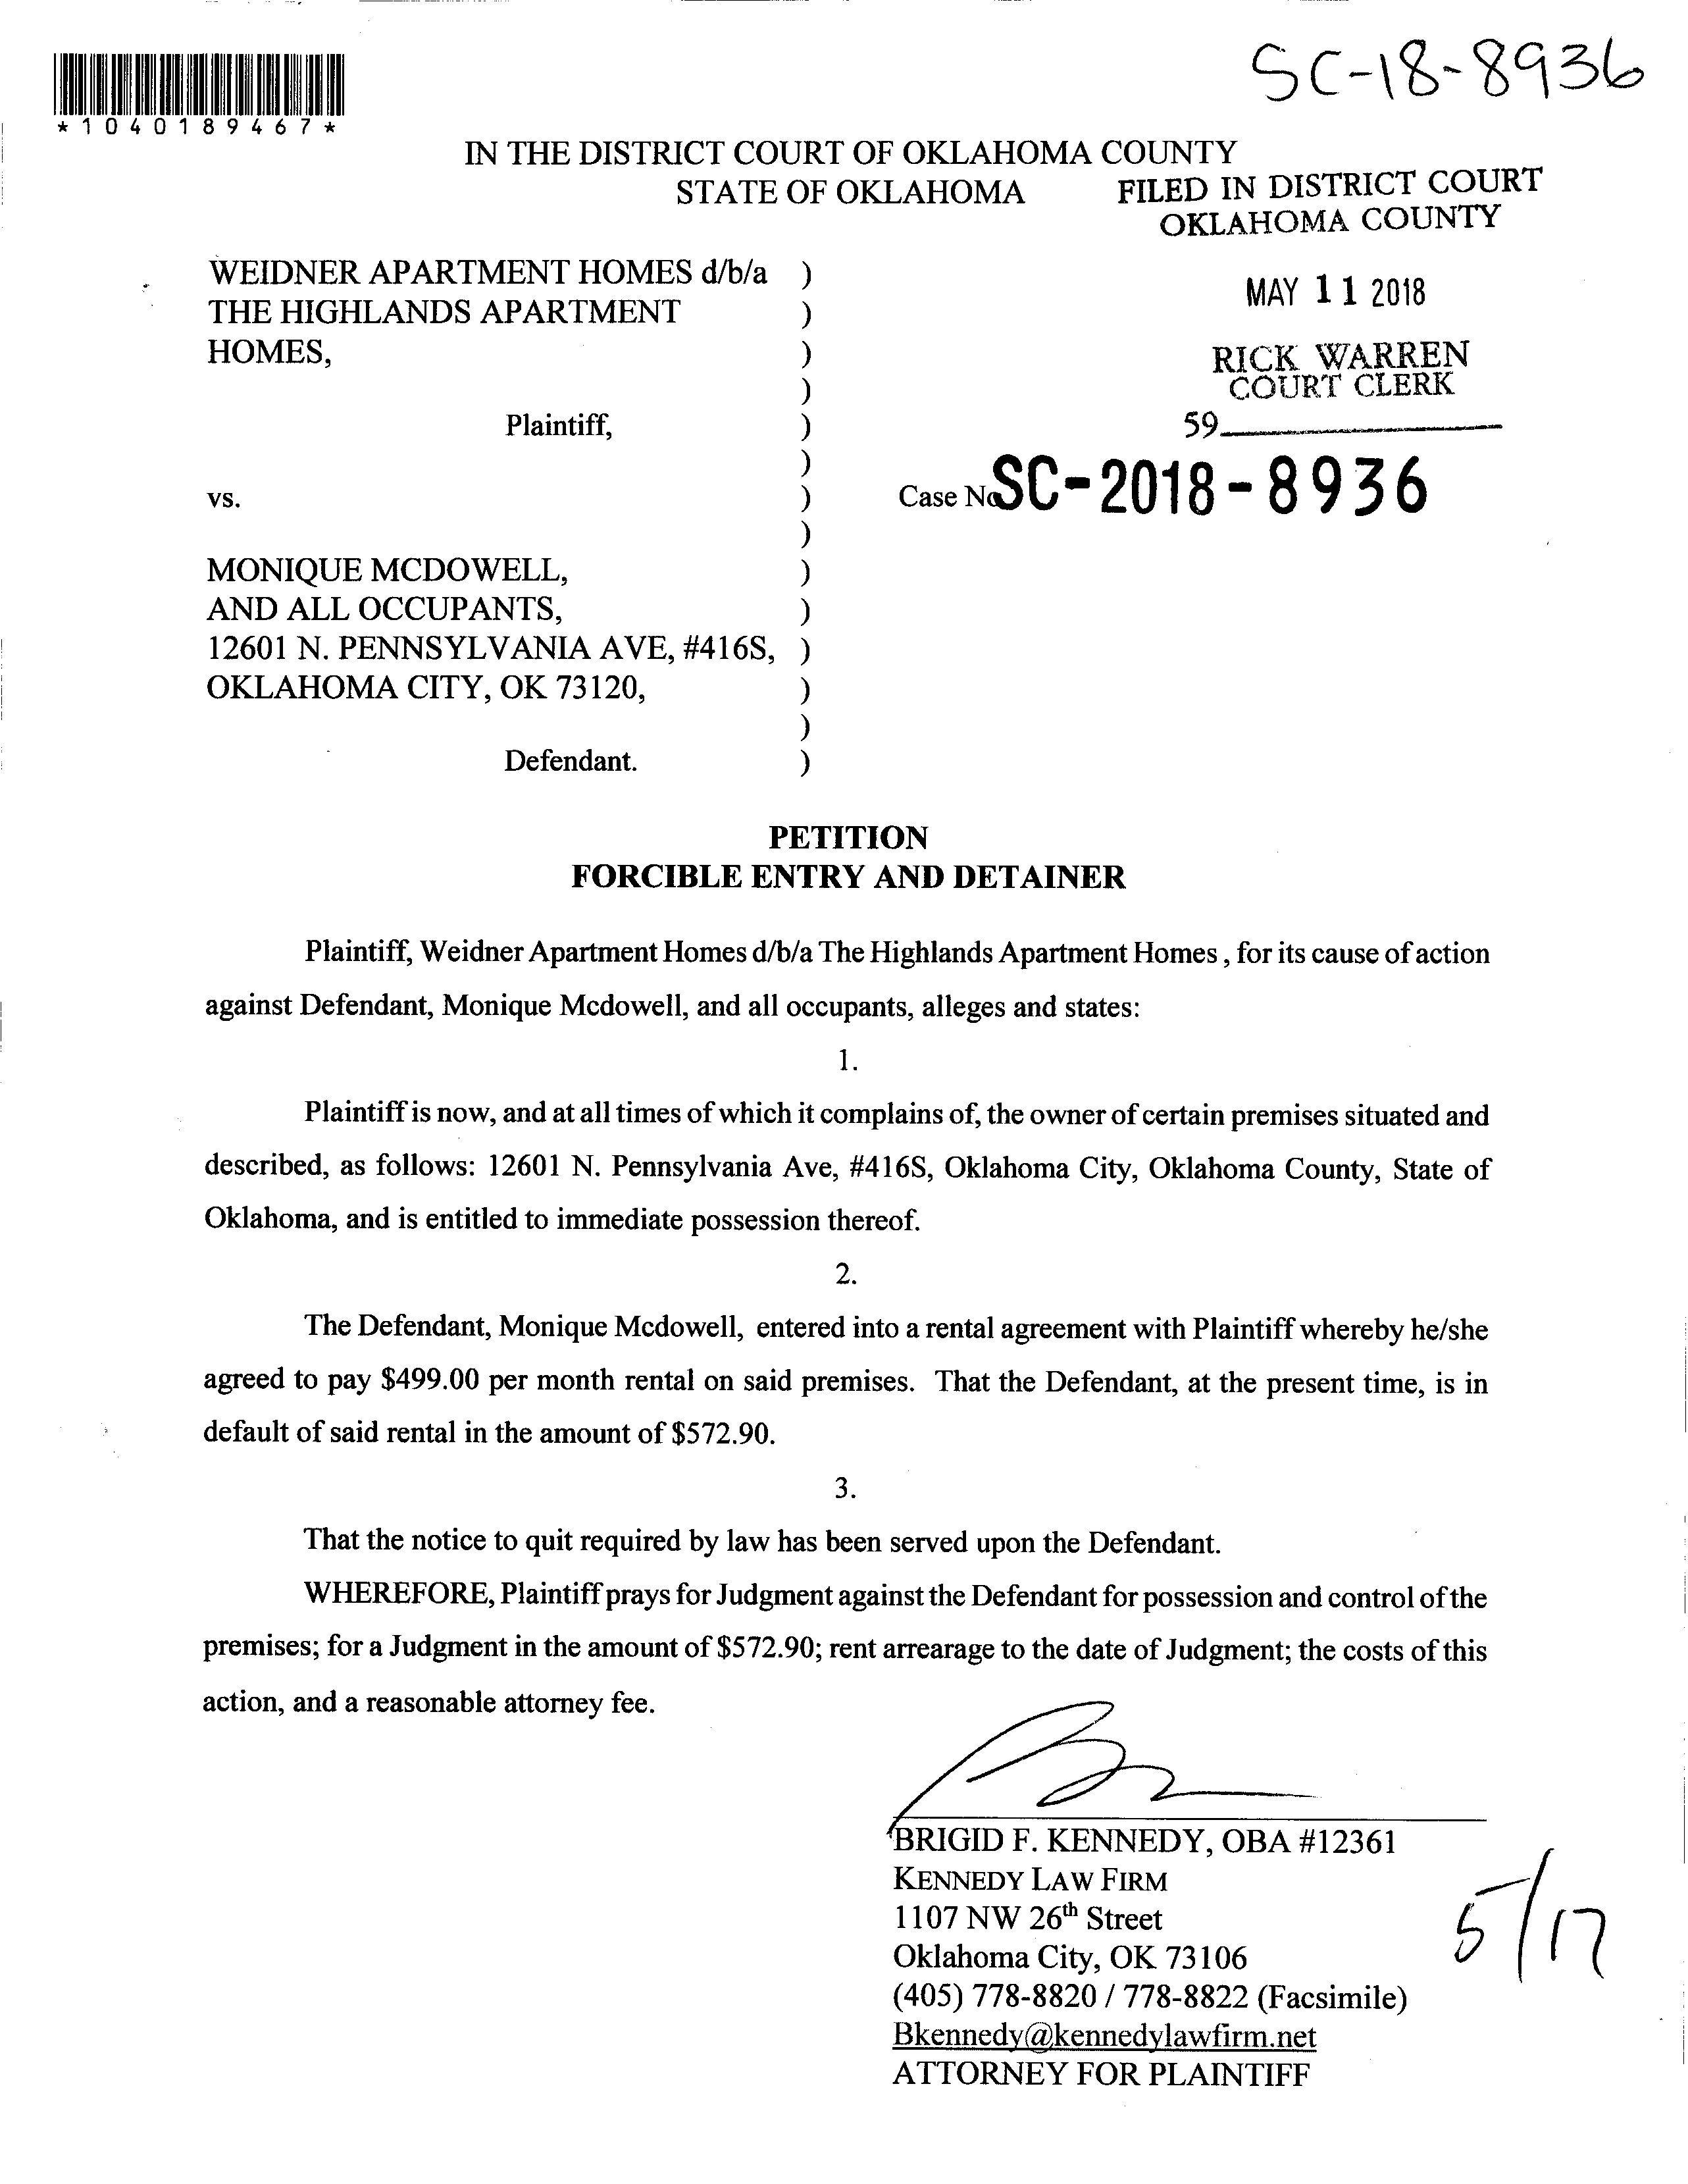 SC-18-8936
*1040189467*
IN THE DISTRICT COURT OF OKLAHOMA COUNTY
STATE OF OKLAHOMA
FILED IN DISTRICT COURT
OKLAHOMA COUNTY
MAY 11 2018
RICK WARREN
COURT CLERK
59
WEIDNER APARTMENT HOMES d/b/a )
THE HIGHLANDS APARTMENT )
HOMES, )
)
Plaintiff, )
)
vs. ) Case No SC-2018-8936
)
MONIQUE MCDOWELL, )
AND ALL OCCUPANTS, )
12601 N. PENNSYLVANIA AVE, #416S, )
OKLAHOMA CITY, OK 73120, )
)
Defendant. )
PETITION
FORCIBLE ENTRY AND DETAINER
Plaintiff, Weidner Apartment Homes d/b/a The Highlands Apartment Homes , for its cause of action
against Defendant, Monique Mcdowell, and all occupants, alleges and states:
1.
Plaintiff is now, and at all times of which it complains of, the owner of certain premises situated and
described, as follows: 12601 N. Pennsylvania Ave, #416S, Oklahoma City, Oklahoma County, State of
Oklahoma, and is entitled to immediate possession thereof.
2.
The Defendant, Monique Mcdowell, entered into a rental agreement with Plaintiff whereby he/she
agreed to pay $499.00 per month rental on said premises. That the Defendant, at the present time, is in
default of said rental in the amount of $572.90.
3.
That the notice to quit required by law has been served upon the Defendant.
WHEREFORE, Plaintiff prays for Judgment against the Defendant for possession and control of the
premises; for a Judgment in the amount of $572.90; rent arrearage to the date of Judgment; the costs of this
action, and a reasonable attorney fee.
BRIGID F. KENNEDY, OBA #12361
KENNEDY LAW FIRM
1107 NW 26th Street
Oklahoma City, OK 73106
(405) 778-8820 / 778-8822 (Facsimile)
Bkennedy@kennedylawfirm.net
ATTORNEY FOR PLAINTIFF
5/17